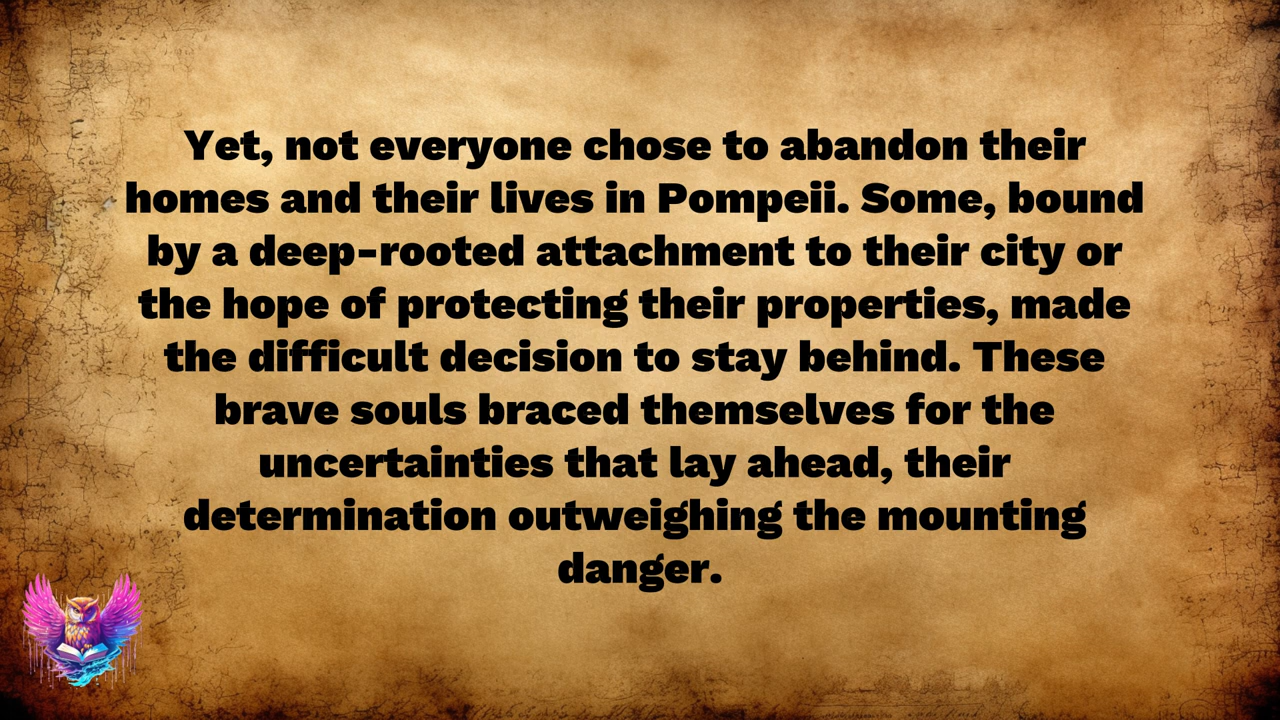 Yet, not everyone chose to abandon their
homes and their lives in Pompeii. Some, bound
by a deep-rooted attachment to their city or
the hope of protecting their properties, made
the difficult decision to stay behind. These
brave souls braced themselves for the
uncertainties that lay ahead, their
determination outweighing the mounting
danger.